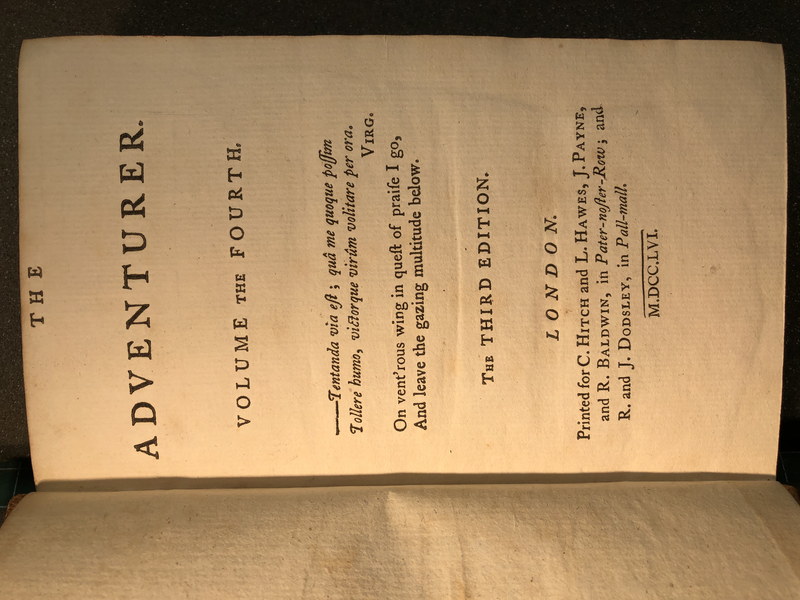 THE
ADVENTURER.
VOLUME THE FOURTH.
——Tentanda via eſt; quâ me quoque poſſim
Tollere humo, victorque virûm volitare per ora.
VIRG.
On vent'rous wing in queſt of praiſe I go,
And leave the gazing multitude below.
THE THIRD EDITION.
LONDON.
Printed for C. HITCH and L. HAWES, J. PAYNE,
and R. BALDWIN, in Pater-noſter-Row; and
R. and J. DODSLEY, in Pall-mall.
M.DCC.LVI.